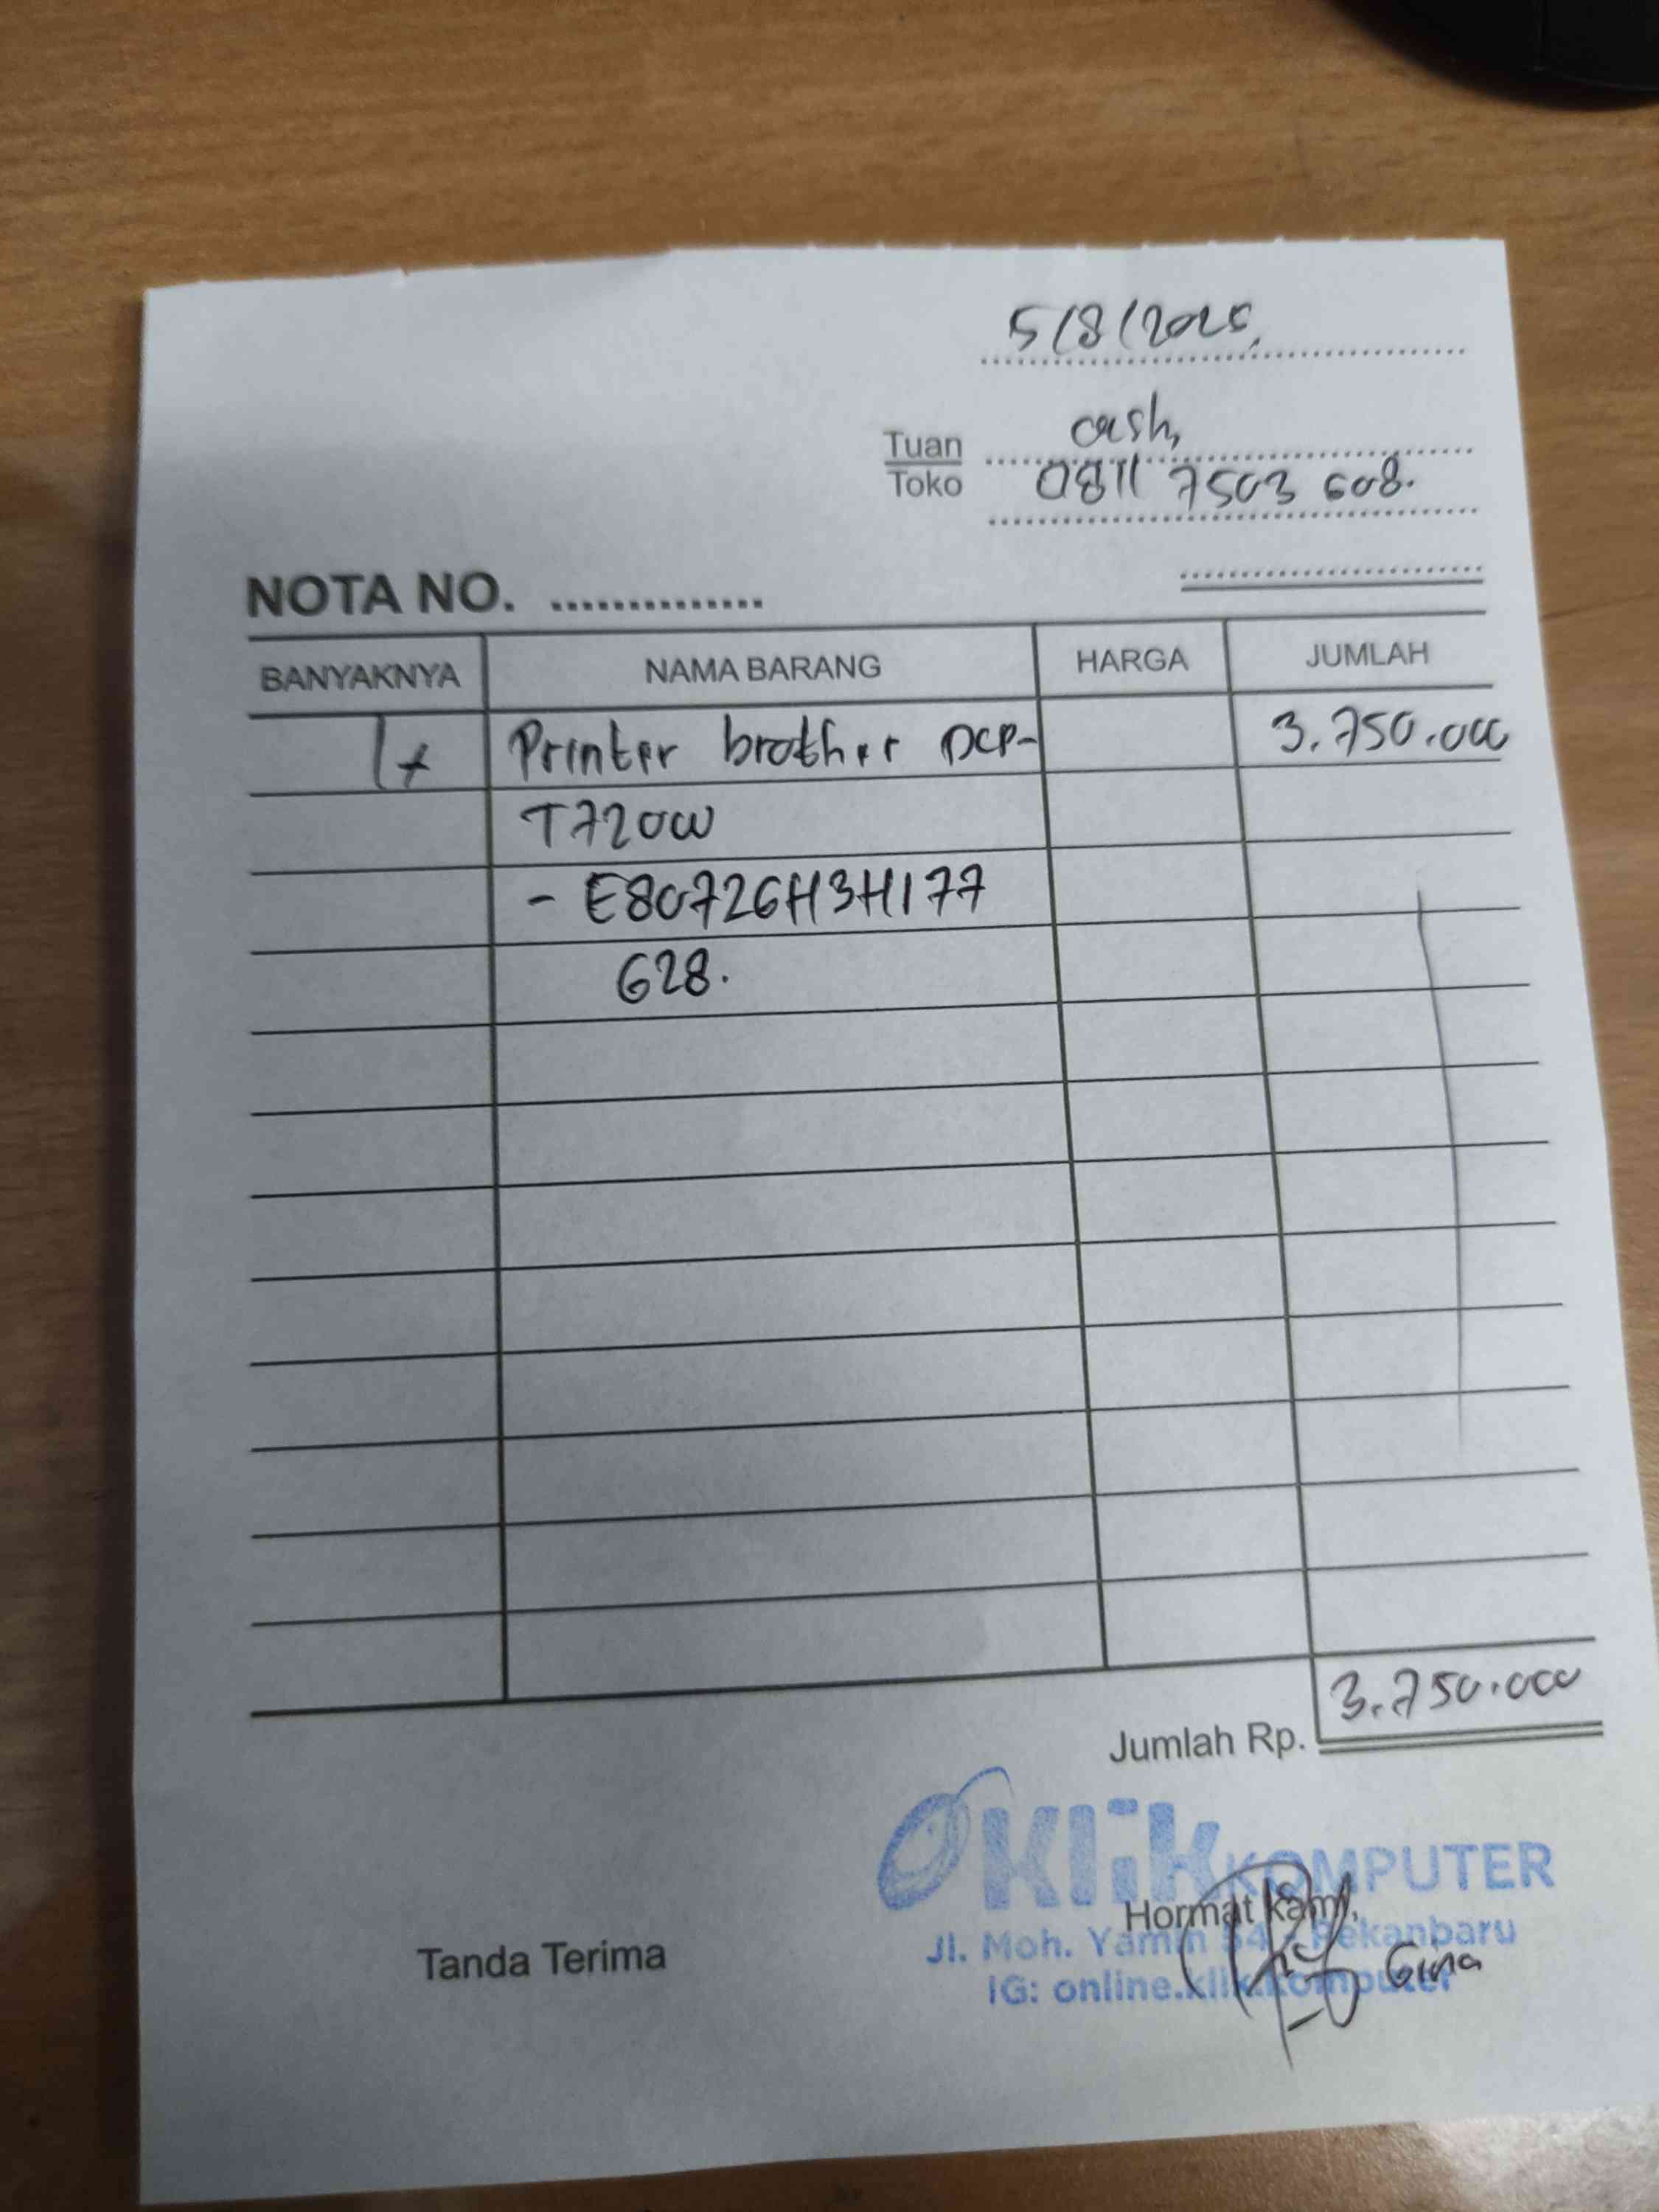 5/8/2025,
cash,
Tuan
Toko
0811 7503 608.
NOTA NO. ..............
BANYAKNYA NAMA BARANG HARGA JUMLAH
1x Printer brother DCP- 3.750.000
T720W
- E80726H3H177
628.
3.750.000
Jumlah Rp.
Klik KOMPUTER
Hormat kami,
Jl. Moh. Yamin 54 - Pekanbaru
Gina
Tanda Terima
IG: online.klik.komputer